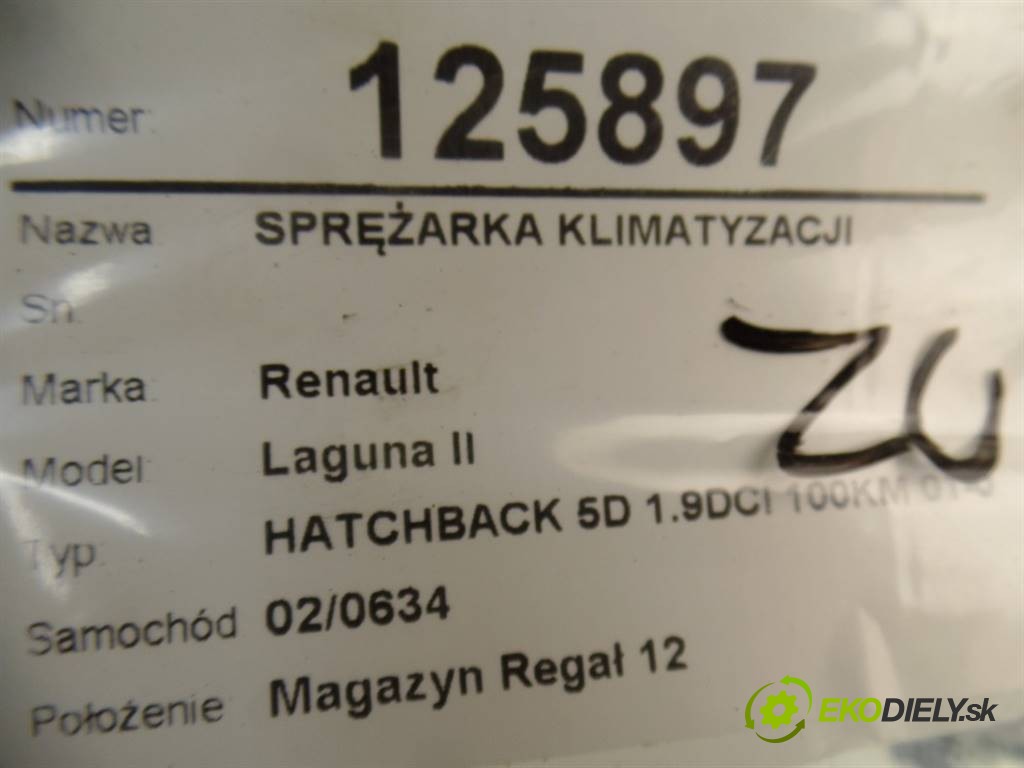 Numer: 125897
Nazwa SPRĘŻARKA KLIMATYZACJI
Sn:
Marka: Renault
Model: Laguna II
Typ: HATCHBACK 5D 1.9DCI 100KM
Samochód 02/0634
Położenie: Magazyn Regał 12
EKODIELY.sk